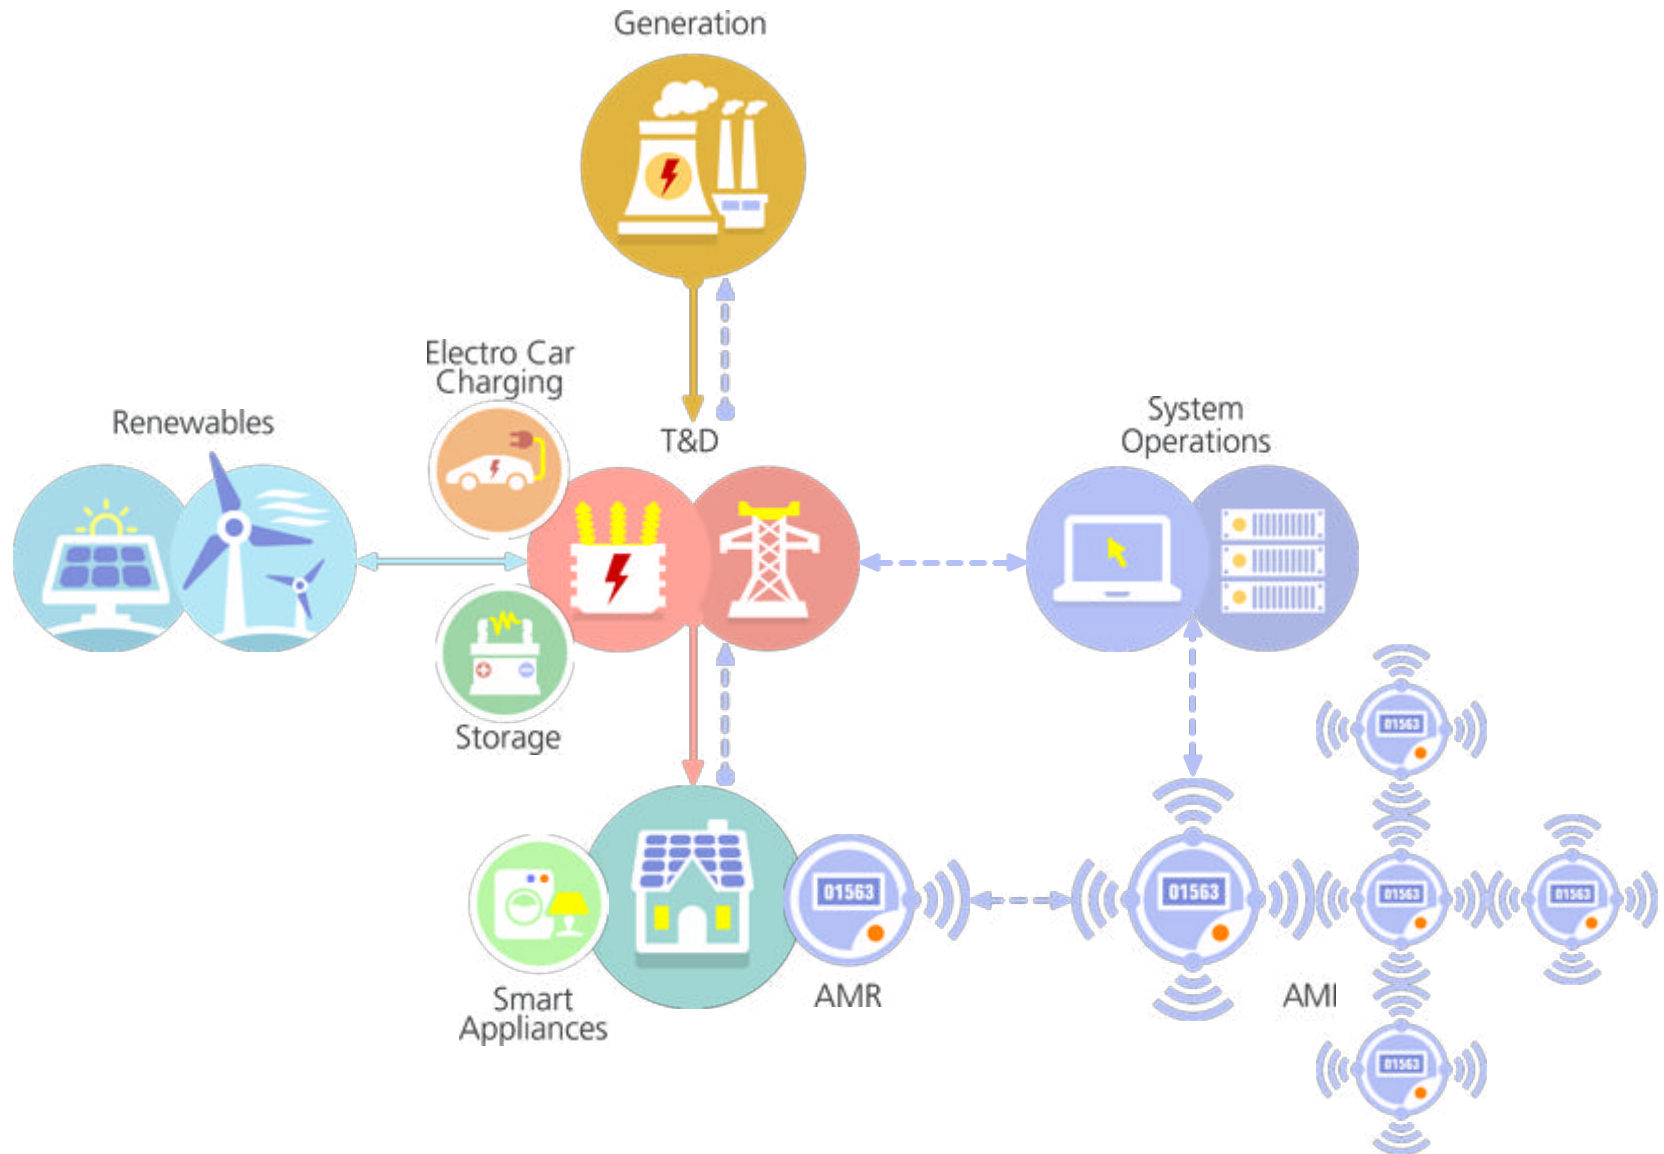 Generation
Electro Car
Charging
Renewables
T&D
System
Operations
Storage
01563
01563
01563
01563
01563
01563
Smart
Appliances
AMR
AMI